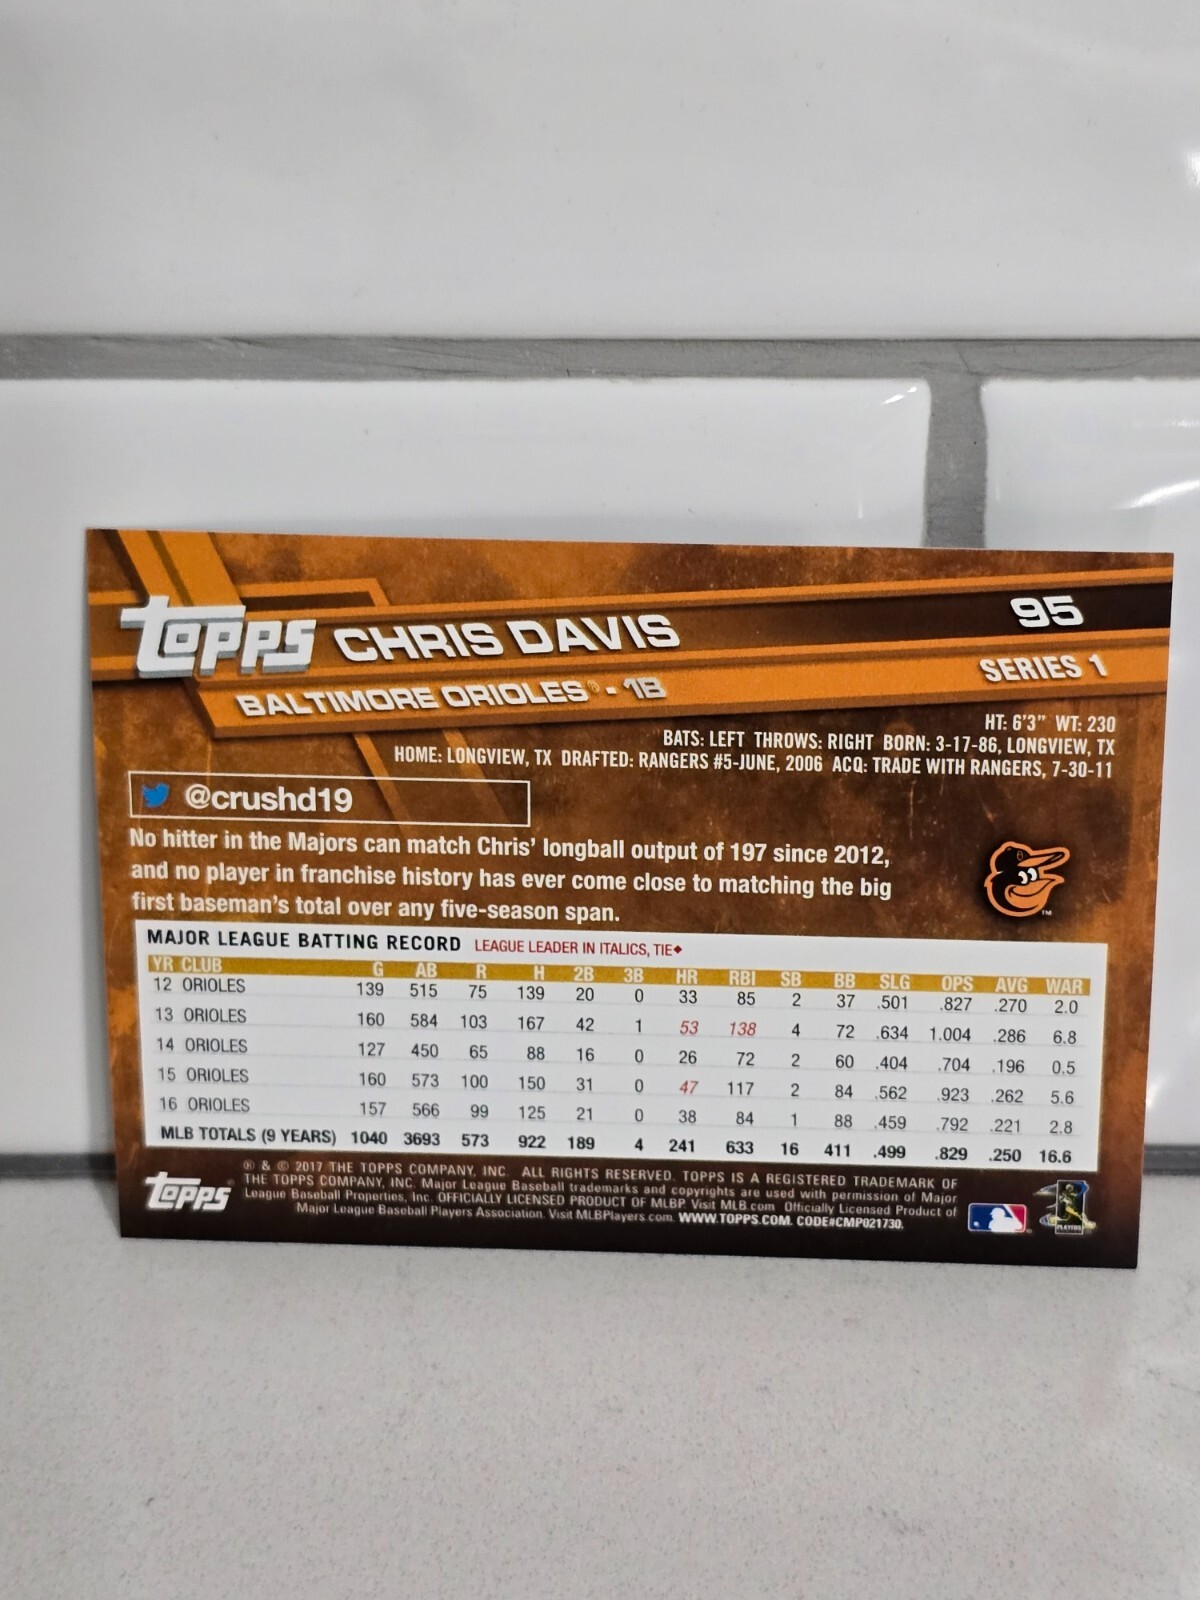 topps CHRIS DAVIS 95
BALTIMORE ORIOLES® - 1B SERIES 1
HT: 6'3" WT: 230
BATS: LEFT THROWS: RIGHT BORN: 3-17-86, LONGVIEW, TX
HOME: LONGVIEW, TX DRAFTED: RANGERS #5-JUNE, 2006 ACQ: TRADE WITH RANGERS, 7-30-11
@crushd19
No hitter in the Majors can match Chris' longball output of 197 since 2012,
and no player in franchise history has ever come close to matching the big
first baseman's total over any five-season span.
TM
MAJOR LEAGUE BATTING RECORD LEAGUE LEADER IN ITALICS, TIE◆
YR CLUB G AB R H 2B 3B HR RBI SB BB SLG OPS AVG WAR
12 ORIOLES 139 515 75 139 20 0 33 85 2 37 .501 .827 .270 2.0
13 ORIOLES 160 584 103 167 42 1 53 138 4 72 .634 1.004 .286 6.8
14 ORIOLES 127 450 65 88 16 0 26 72 2 60 .404 .704 .196 0.5
15 ORIOLES 160 573 100 150 31 0 47 117 2 84 .562 .923 .262 5.6
16 ORIOLES 157 566 99 125 21 0 38 84 1 88 .459 .792 .221 2.8
MLB TOTALS (9 YEARS) 1040 3693 573 922 189 4 241 633 16 411 .499 .829 .250 16.6
topps®
® & © 2017 THE TOPPS COMPANY, INC. ALL RIGHTS RESERVED. TOPPS IS A REGISTERED TRADEMARK OF
THE TOPPS COMPANY, INC. Major League Baseball trademarks and copyrights are used with permission of Major
League Baseball Properties, Inc. OFFICIALLY LICENSED PRODUCT OF MLBP Visit MLB.com Officially Licensed Product of
Major League Baseball Players Association. Visit MLBPlayers.com. WWW.TOPPS.COM. CODE#CMP021730.
PLAYERS